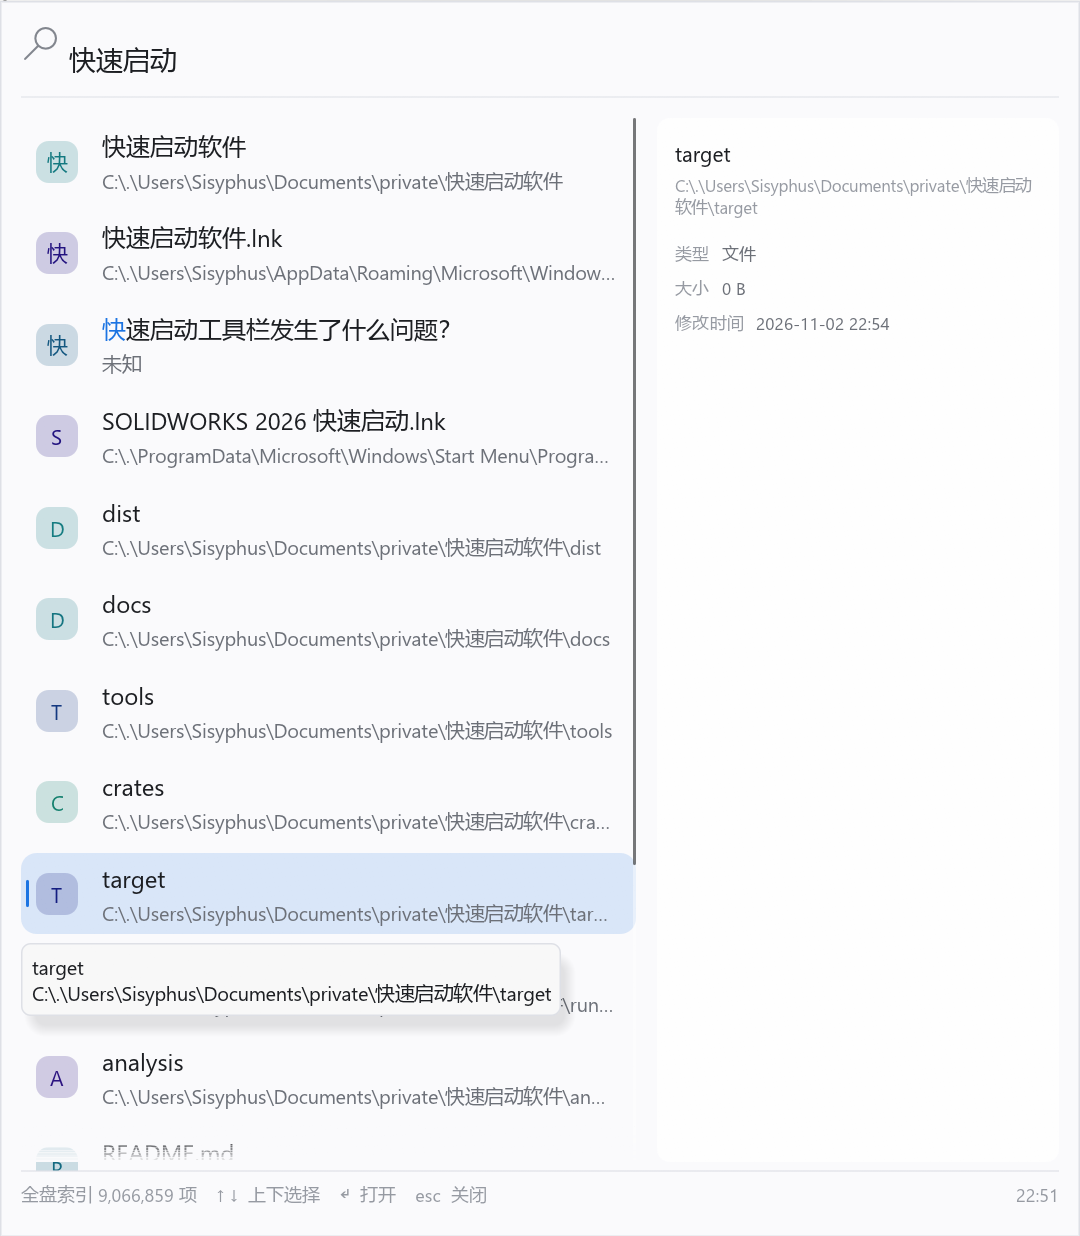 快速启动
快
快速启动软件
C:\.\Users\Sisyphus\Documents\private\快速启动软件
快
快速启动软件.lnk
C:\.\Users\Sisyphus\AppData\Roaming\Microsoft\Window...
快
快速启动工具栏发生了什么问题?
未知
S
SOLIDWORKS 2026 快速启动.lnk
C:\.\ProgramData\Microsoft\Windows\Start Menu\Progra...
D
dist
C:\.\Users\Sisyphus\Documents\private\快速启动软件\dist
D
docs
C:\.\Users\Sisyphus\Documents\private\快速启动软件\docs
T
tools
C:\.\Users\Sisyphus\Documents\private\快速启动软件\tools
C
crates
C:\.\Users\Sisyphus\Documents\private\快速启动软件\cra...
T
target
C:\.\Users\Sisyphus\Documents\private\快速启动软件\tar...
target
C:\.\Users\Sisyphus\Documents\private\快速启动软件\target
\run...
A
analysis
C:\.\Users\Sisyphus\Documents\private\快速启动软件\an...
R
README.md
target
C:\.\Users\Sisyphus\Documents\private\快速启动
软件\target
类型 文件
大小 0 B
修改时间 2026-11-02 22:54
全盘索引 9,066,859 项 ↑↓ 上下选择 ↲ 打开 esc 关闭
22:51